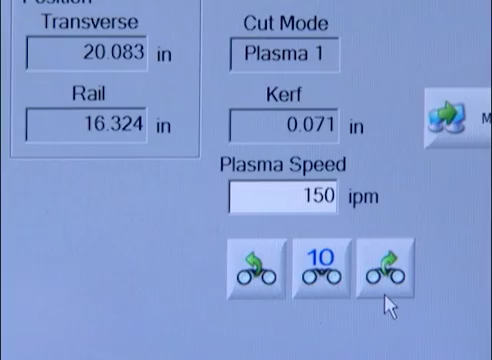 Position
Transverse
20.083 in
Rail
16.324 in
Cut Mode
Plasma 1
Kerf
0.071 in
Plasma Speed
150 ipm
10
M